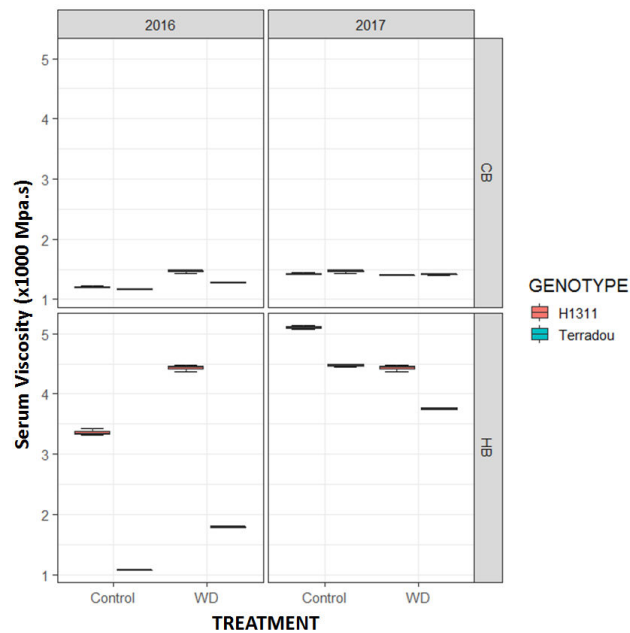 2016 2017
5
4
3
2
1
CB
Serum Viscosity (x1000 Mpa.s)
GENOTYPE
H1311
Terradou
5
4
3
2
1
HB
Control WD Control WD
TREATMENT